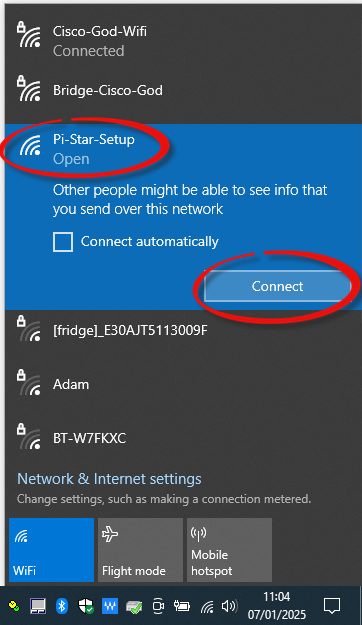 Cisco-God-Wifi
Connected
Bridge-Cisco-God
Pi-Star-Setup
Open
Other people might be able to see info that
you send over this network
Connect automatically
Connect
[fridge]_E30AJT5113009F
Adam
BT-W7FKXC
Network & Internet settings
Change settings, such as making a connection metered.
WiFi
Flight mode
Mobile
hotspot
11:04
07/01/2025